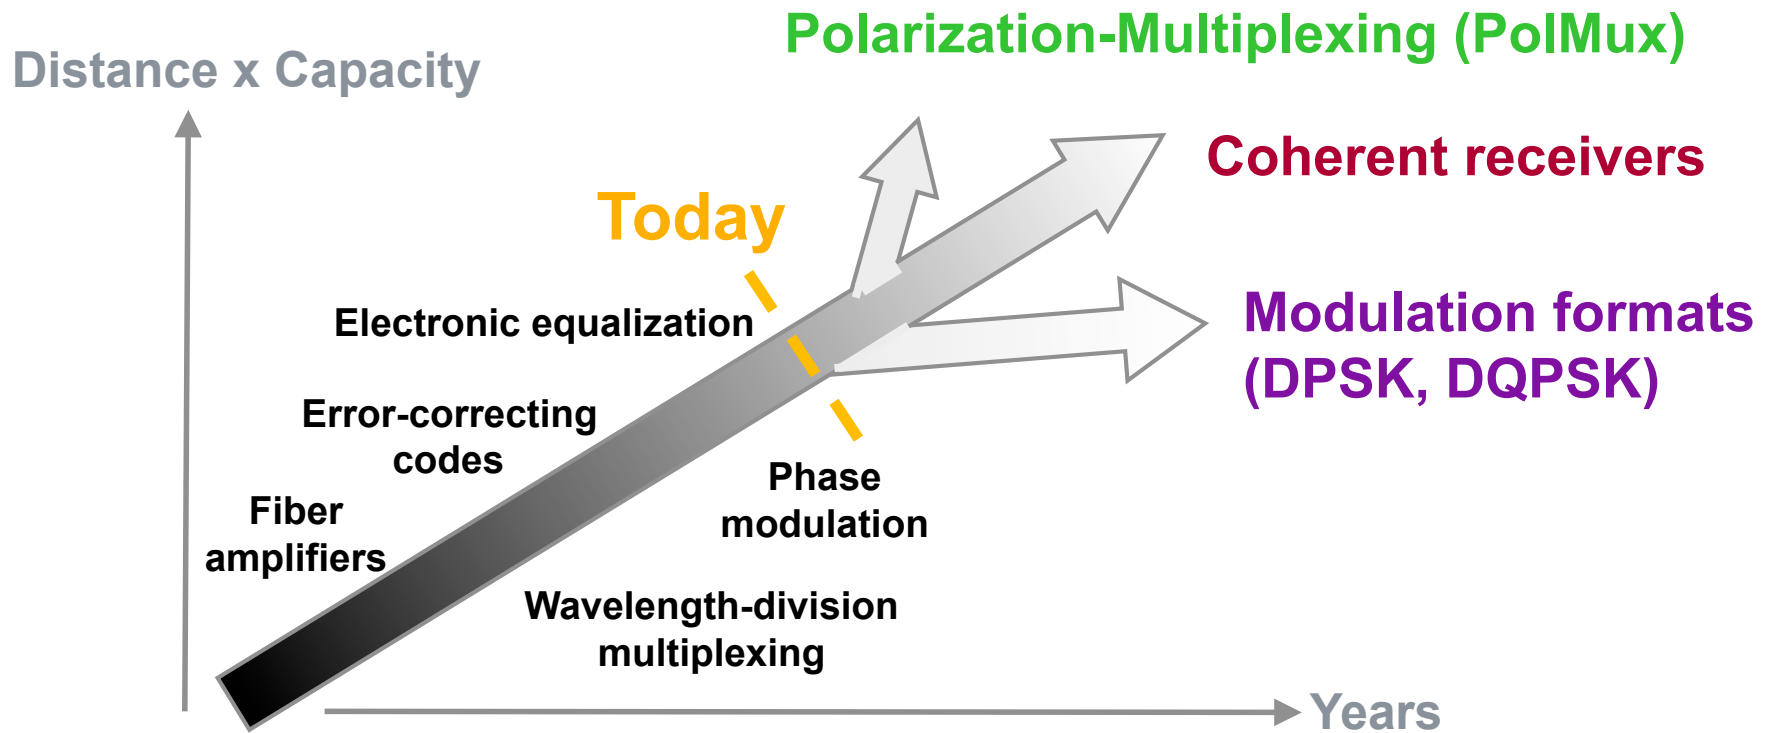 Polarization-Multiplexing (PolMux)
Distance x Capacity
Coherent receivers
Today
Modulation formats
(DPSK, DQPSK)
Electronic equalization
Error-correcting
codes
Phase
modulation
Fiber
amplifiers
Wavelength-division
multiplexing
Years